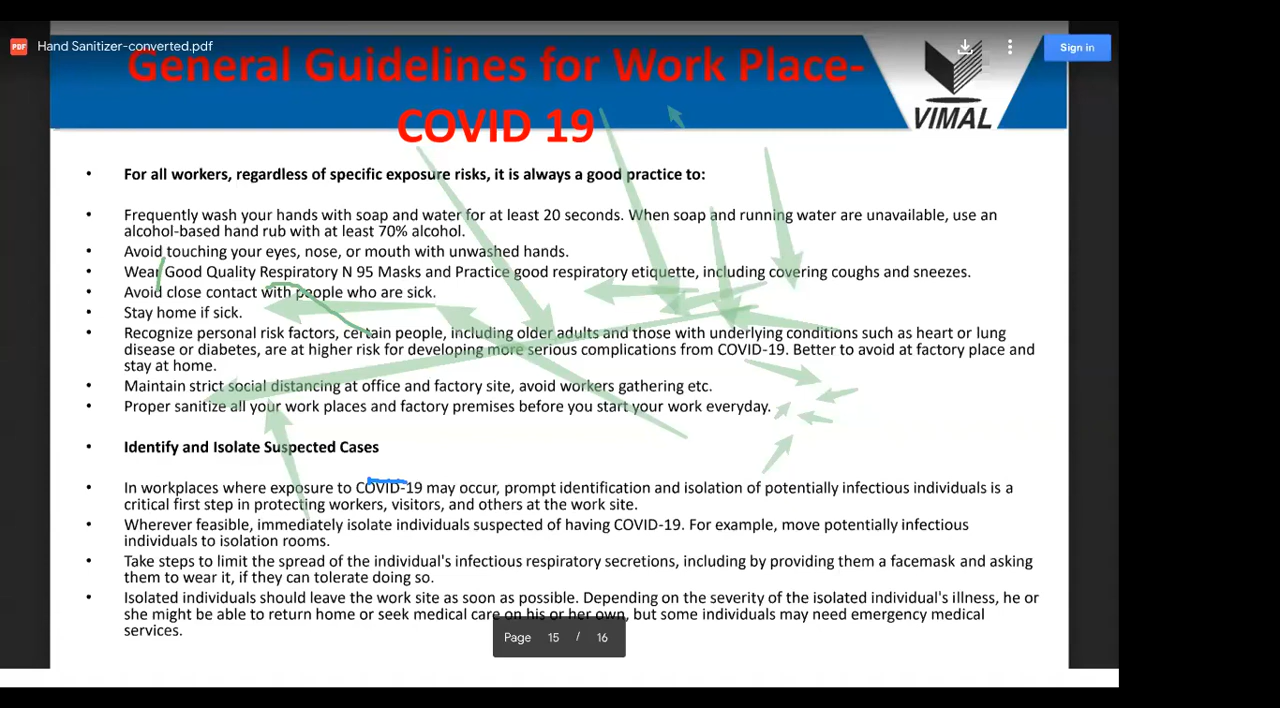 Hand Sanitizer-converted.pdf
Sign in
General Guidelines for Work Place-
COVID 19
VIMAL
• For all workers, regardless of specific exposure risks, it is always a good practice to:
• Frequently wash your hands with soap and water for at least 20 seconds. When soap and running water are unavailable, use an
alcohol-based hand rub with at least 70% alcohol.
• Avoid touching your eyes, nose, or mouth with unwashed hands.
• Wear Good Quality Respiratory N 95 Masks and Practice good respiratory etiquette, including covering coughs and sneezes.
• Avoid close contact with people who are sick.
• Stay home if sick.
• Recognize personal risk factors, certain people, including older adults and those with underlying conditions such as heart or lung
disease or diabetes, are at higher risk for developing more serious complications from COVID-19. Better to avoid at factory place and
stay at home.
• Maintain strict social distancing at office and factory site, avoid workers gathering etc.
• Proper sanitize all your work places and factory premises before you start your work everyday.
• Identify and Isolate Suspected Cases
• In workplaces where exposure to COVID-19 may occur, prompt identification and isolation of potentially infectious individuals is a
critical first step in protecting workers, visitors, and others at the work site.
• Wherever feasible, immediately isolate individuals suspected of having COVID-19. For example, move potentially infectious
individuals to isolation rooms.
• Take steps to limit the spread of the individual's infectious respiratory secretions, including by providing them a facemask and asking
them to wear it, if they can tolerate doing so.
• Isolated individuals should leave the work site as soon as possible. Depending on the severity of the isolated individual's illness, he or
she might be able to return home or seek medical care on his or her own, but some individuals may need emergency medical
services.
Page 15 / 16